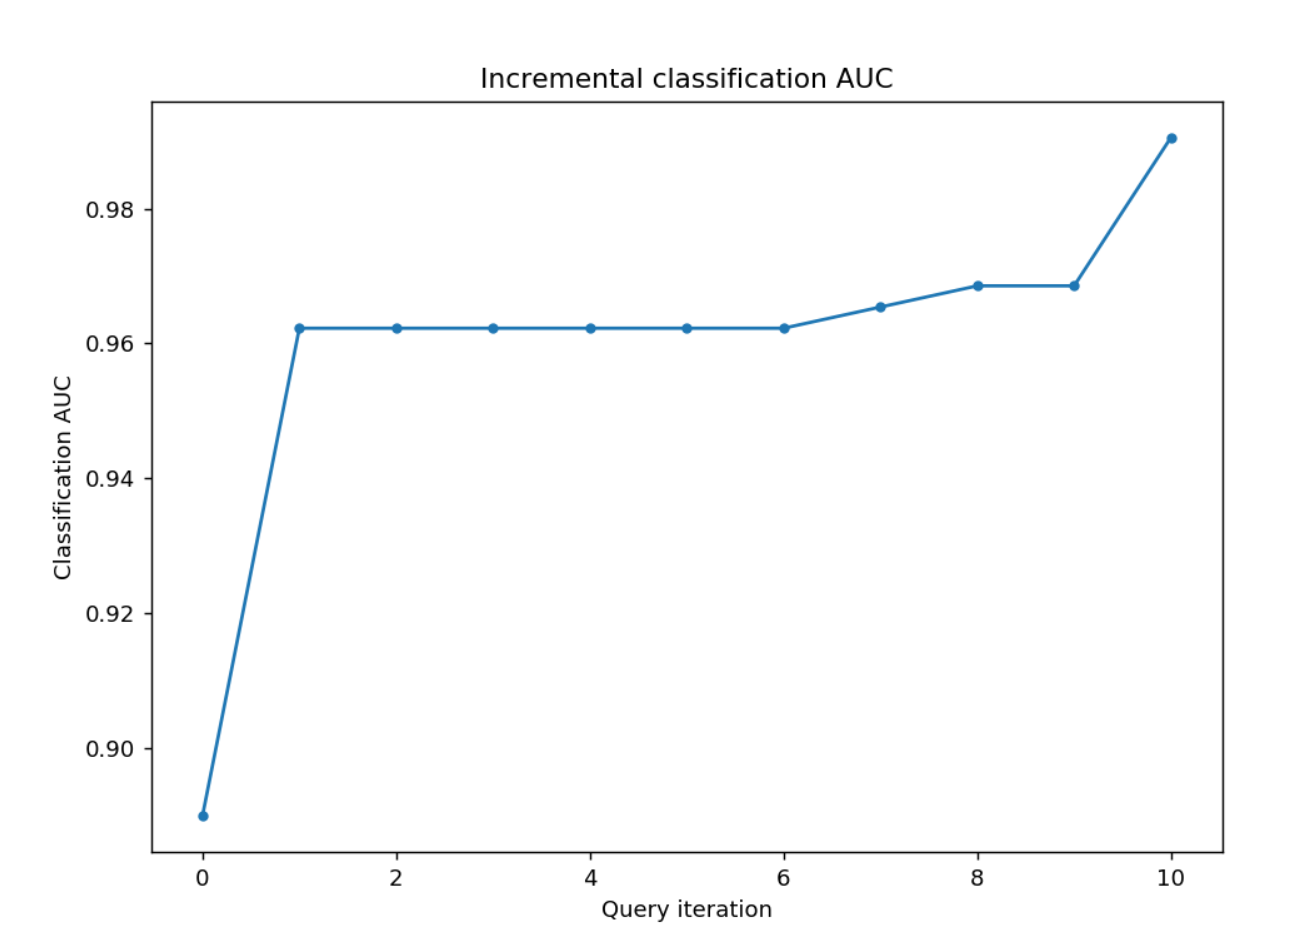 Incremental classification AUC
0.98
0.96
0.94
0.92
0.90
Classification AUC
0 2 4 6 8 10
Query iteration